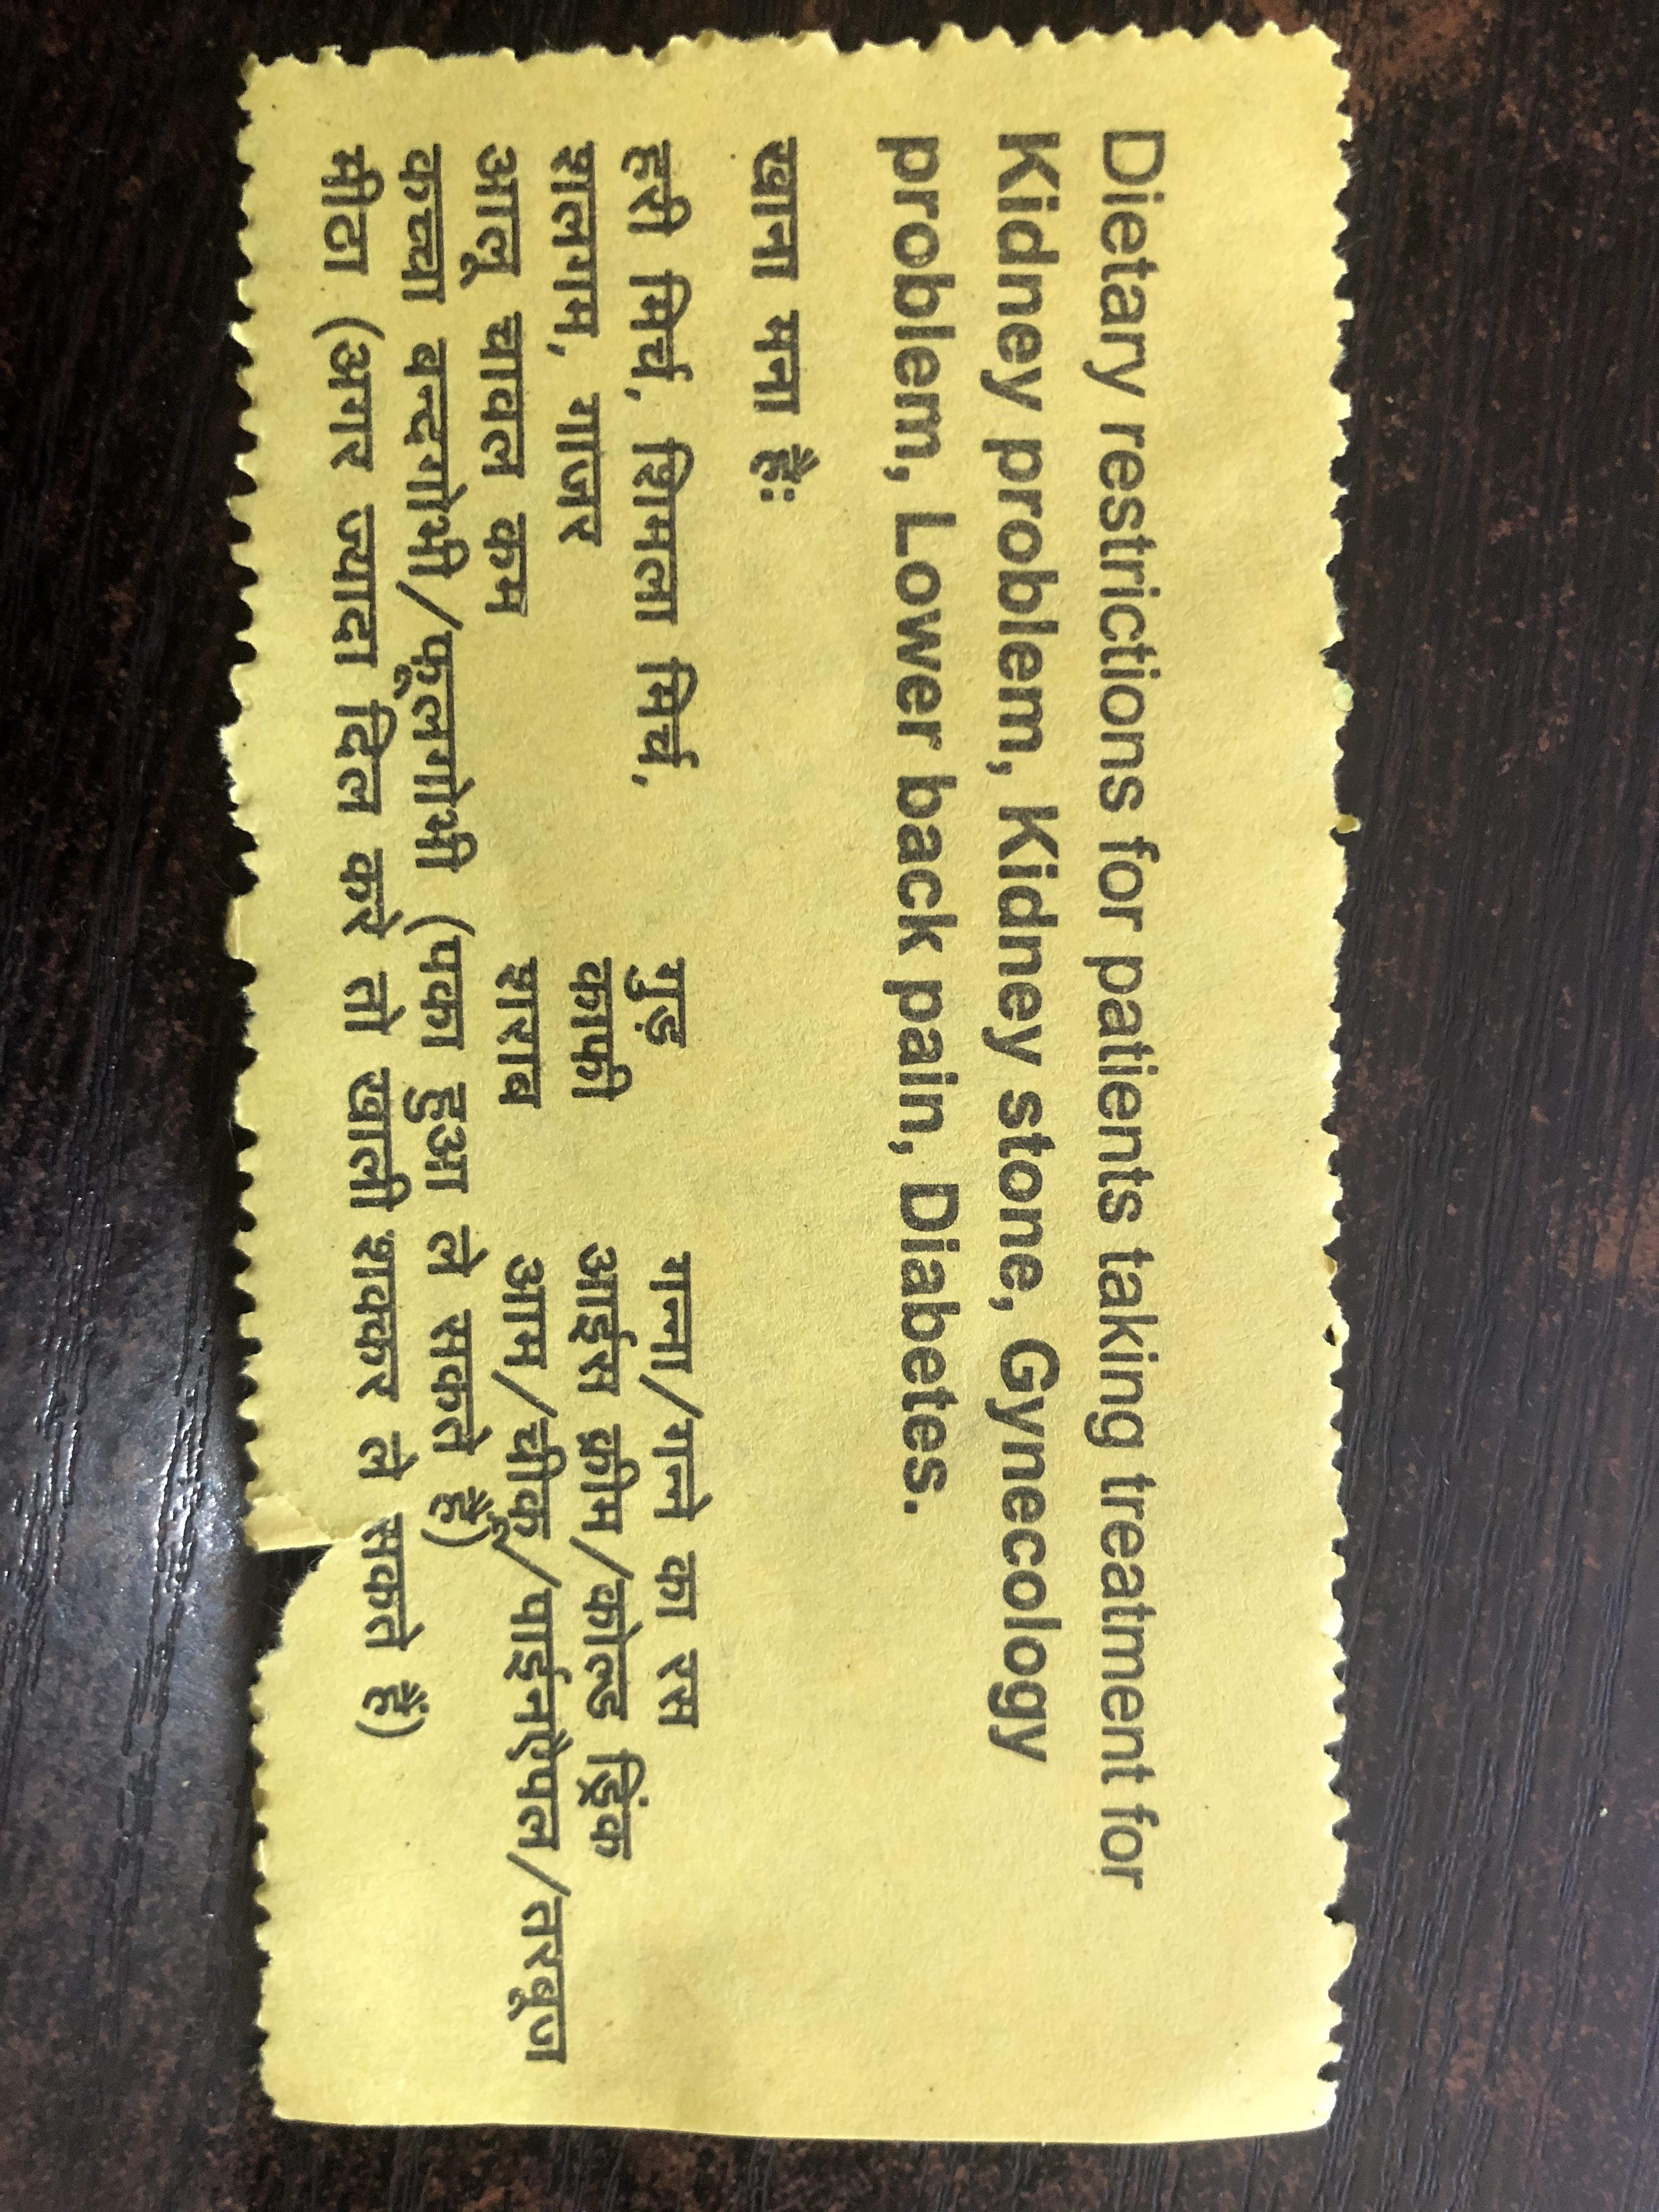 Dietary restrictions for patients taking treatment for
Kidney problem, Kidney stone, Gynecology
problem, Lower back pain, Diabetes.
खाना मना है:
हरी मिर्च, शिमला मिर्च, गुड़ गन्ना/गन्ने का रस
शलगम, गाजर काफी आईस क्रीम/कोल्ड ड्रिंक
आलू चावल कम शराब आम/चीकू/पाईनऐपल/तरबूज
कच्चा बन्दगोभी/फूलगोभी (पका हुआ ले सकते हैं)
मीठा (अगर ज्यादा दिल करे तो खाली शक्कर ले सकते हैं)